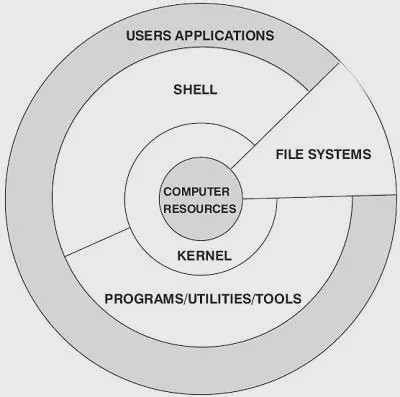 USERS APPLICATIONS
SHELL
FILE SYSTEMS
COMPUTER
RESOURCES
KERNEL
PROGRAMS/UTILITIES/TOOLS